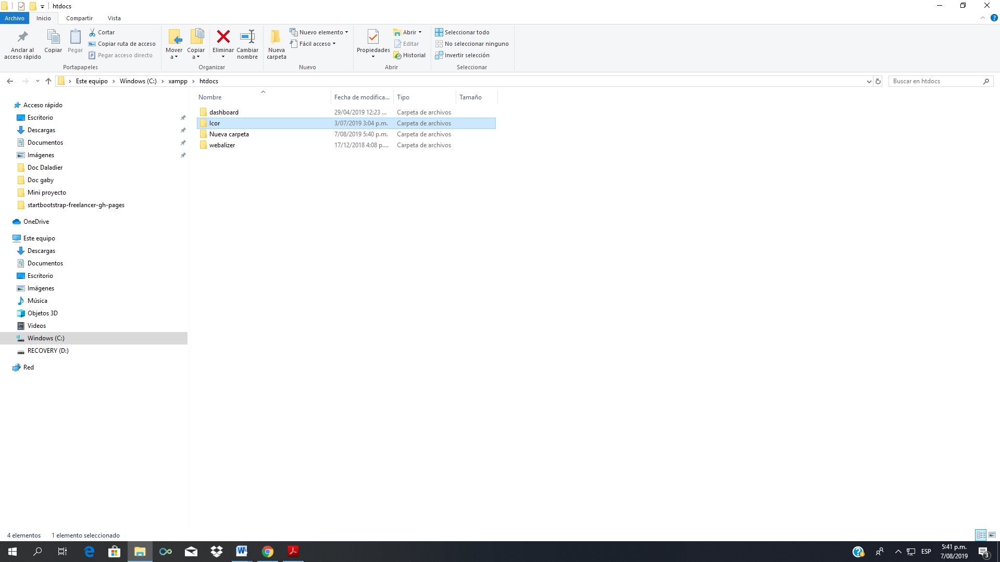 htdocs
Archivo Inicio Compartir Vista
Anclar al acceso rápido
Copiar
Pegar
Cortar
Copiar ruta de acceso
Pegar acceso directo
Portapapeles
Mover a
Copiar a
Eliminar
Cambiar nombre
Organizar
Nueva carpeta
Nuevo elemento
Fácil acceso
Nuevo
Propiedades
Abrir
Editar
Historial
Abrir
Seleccionar todo
No seleccionar ninguno
Invertir selección
Seleccionar
Este equipo > Windows (C:) > xampp > htdocs
Buscar en htdocs
Acceso rápido
Escritorio
Descargas
Documentos
Imágenes
Doc Daladier
Doc gaby
Mini proyecto
startbootstrap-freelancer-gh-pages
OneDrive
Este equipo
Descargas
Documentos
Escritorio
Imágenes
Música
Objetos 3D
Videos
Windows (C:)
RECOVERY (D:)
Red
Nombre Fecha de modifica... Tipo Tamaño
dashboard 29/04/2019 12:23 ... Carpeta de archivos
Icor 3/07/2019 3:04 p.m. Carpeta de archivos
Nueva carpeta 7/08/2019 5:40 p.m. Carpeta de archivos
webalizer 17/12/2018 4:08 p.... Carpeta de archivos
4 elementos 1 elemento seleccionado
ESP
5:41 p.m.
7/08/2019
3